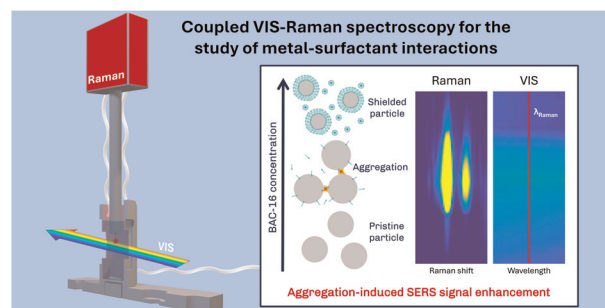 Coupled VIS-Raman spectroscopy for the
study of metal-surfactant interactions
Raman
VIS
BAC-16 concentration
Shielded
particle
Aggregation
Pristine
particle
Raman
VIS
λRaman
Raman shift
Wavelength
Aggregation-induced SERS signal enhancement